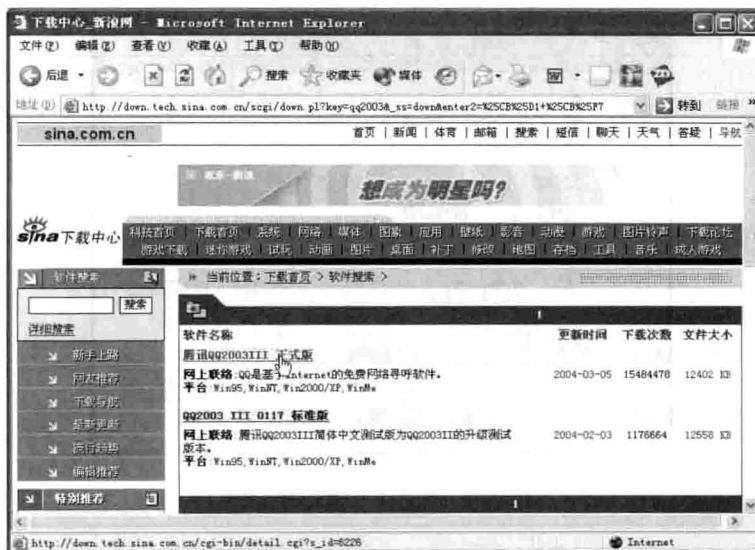 下载中心_新浪网 - Microsoft Internet Explorer
文件(F) 编辑(E) 查看(V) 收藏(A) 工具(T) 帮助(H)
后退 搜索 收藏夹 媒体
地址(D) http://down.tech.sina.com.cn/scgi/down.pl?key=qq2003&_ss=down&enter2=%25CB%25D1+%25CB%25F7 转到 链接 »
sina.com.cn 首页 | 新闻 | 体育 | 邮箱 | 搜索 | 短信 | 聊天 | 天气 | 答疑 | 导航
想成为明星吗?
sina 下载中心
科技首页 | 下载首页 | 系统 | 网络 | 媒体 | 图象 | 应用 | 壁纸 | 影音 | 动漫 | 游戏 | 图片铃声 | 下载论坛
游戏下载 | 迷你游戏 | 试玩 | 动画 | 图片 | 桌面 | 补丁 | 修改 | 地图 | 存档 | 工具 | 音乐 | 成人游戏
软件搜索
搜索
详细搜索
新手上路
网友推荐
下载导航
最新更新
流行趋势
编辑推荐
特别推荐
当前位置:下载首页 > 软件搜索 >
1
软件名称 更新时间 下载次数 文件大小
腾讯QQ2003III 正式版
网上联络:QQ是基于Internet的免费网络寻呼软件。 2004-03-05 15484478 12402 KB
平台:Win95,WinNT,Win2000/XP,WinMe
QQ2003 III 0117 标准版
网上联络:腾讯QQ2003III简体中文测试版为QQ2003II的升级测试版本。 2004-02-03 1176664 12558 KB
平台:Win95,WinNT,Win2000/XP,WinMe
1
http://down.tech.sina.com.cn/cgi-bin/detail.cgi?s_id=6226 Internet